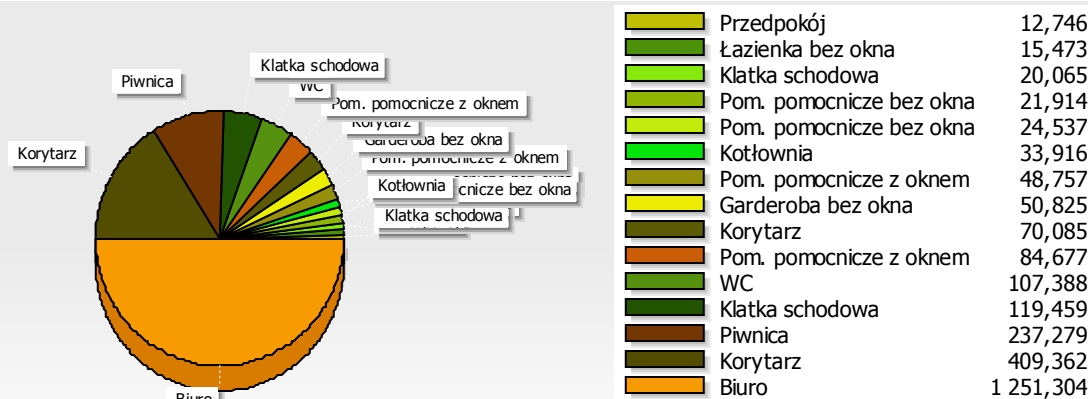 Klatka schodowa
Piwnica
WC
Pom. pomocnicze z oknem
Korytarz
Garderoba bez okna
Korytarz
Pom. pomocnicze z oknem
Kotłownia
cnicze bez okna
Klatka schodowa
Biuro
Przedpokój 12,746
Łazienka bez okna 15,473
Klatka schodowa 20,065
Pom. pomocnicze bez okna 21,914
Pom. pomocnicze bez okna 24,537
Kotłownia 33,916
Pom. pomocnicze z oknem 48,757
Garderoba bez okna 50,825
Korytarz 70,085
Pom. pomocnicze z oknem 84,677
WC 107,388
Klatka schodowa 119,459
Piwnica 237,279
Korytarz 409,362
Biuro 1 251,304